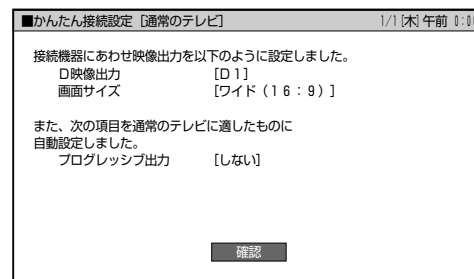 ■かんたん接続設定［通常のテレビ］ 1/1[木]午前 0:0
接続機器にあわせ映像出力を以下のように設定しました。
D映像出力 ［D1］
画面サイズ ［ワイド（16：9）］
また、次の項目を通常のテレビに適したものに
自動設定しました。
プログレッシブ出力 ［しない］
確認